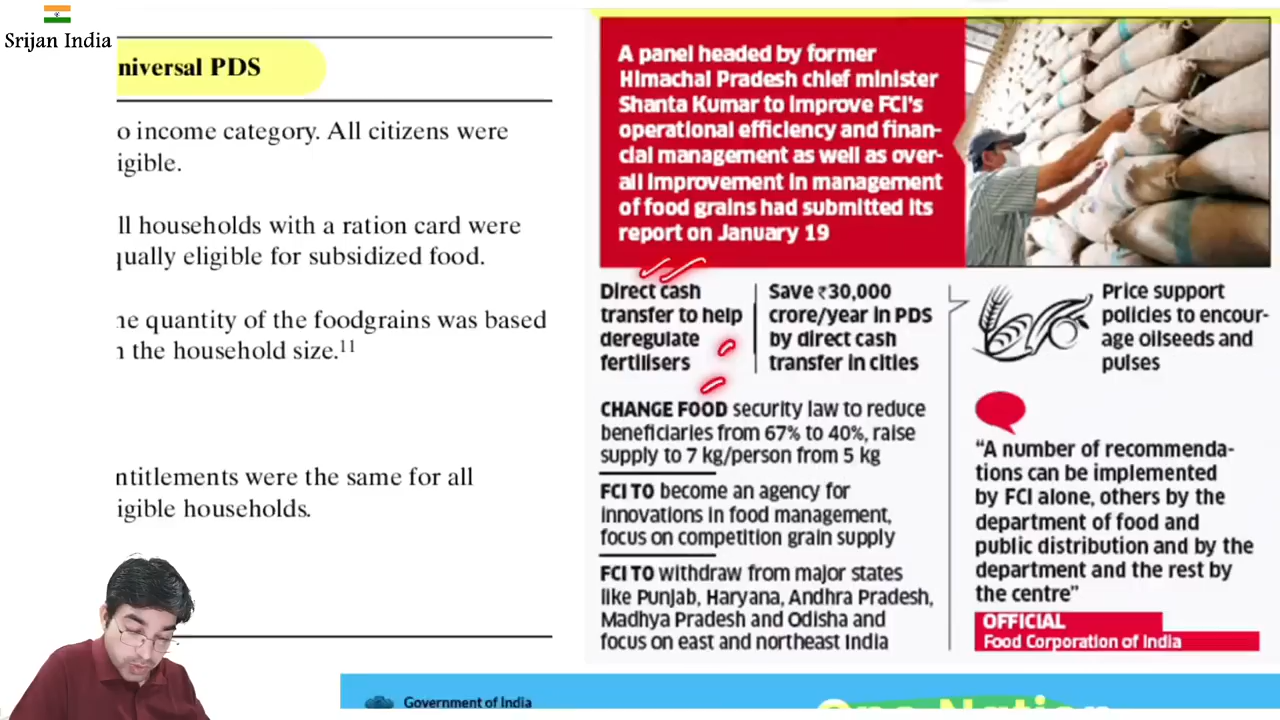 Srijan India
niversal PDS
o income category. All citizens were
igible.
ll households with a ration card were
qually eligible for subsidized food.
ne quantity of the foodgrains was based
n the household size.11
ntitlements were the same for all
igible households.
A panel headed by former
Himachal Pradesh chief minister
Shanta Kumar to improve FCI's
operational efficiency and finan-
cial management as well as over-
all improvement in management
of food grains had submitted its
report on January 19
Direct cash
transfer to help
deregulate
fertilisers
Save ₹30,000
crore/year in PDS
by direct cash
transfer in cities
Price support
policies to encour-
age oilseeds and
pulses
CHANGE FOOD security law to reduce
beneficiaries from 67% to 40%, raise
supply to 7 kg/person from 5 kg
FCI TO become an agency for
innovations in food management,
focus on competition grain supply
FCI TO withdraw from major states
like Punjab, Haryana, Andhra Pradesh,
Madhya Pradesh and Odisha and
focus on east and northeast India
“A number of recommenda-
tions can be implemented
by FCI alone, others by the
department of food and
public distribution and by the
department and the rest by
the centre”
OFFICIAL
Food Corporation of India
Government of India
One Nation